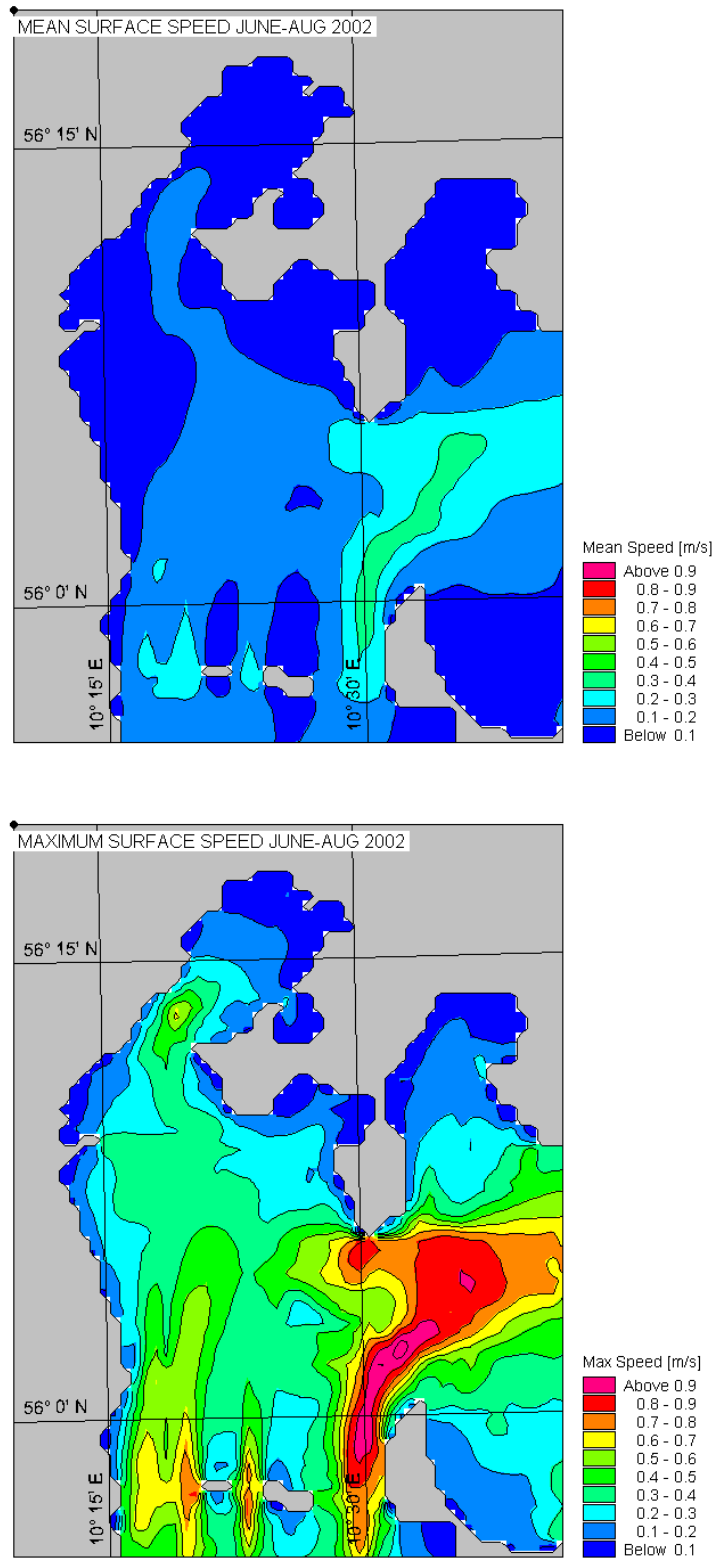 MEAN SURFACE SPEED JUNE-AUG 2002
56° 15' N
56° 0' N
10° 15' E
10° 30' E
Mean Speed [m/s]
Above 0.9
0.8 - 0.9
0.7 - 0.8
0.6 - 0.7
0.5 - 0.6
0.4 - 0.5
0.3 - 0.4
0.2 - 0.3
0.1 - 0.2
Below 0.1
MAXIMUM SURFACE SPEED JUNE-AUG 2002
56° 15' N
56° 0' N
10° 15' E
10° 30' E
Max Speed [m/s]
Above 0.9
0.8 - 0.9
0.7 - 0.8
0.6 - 0.7
0.5 - 0.6
0.4 - 0.5
0.3 - 0.4
0.2 - 0.3
0.1 - 0.2
Below 0.1